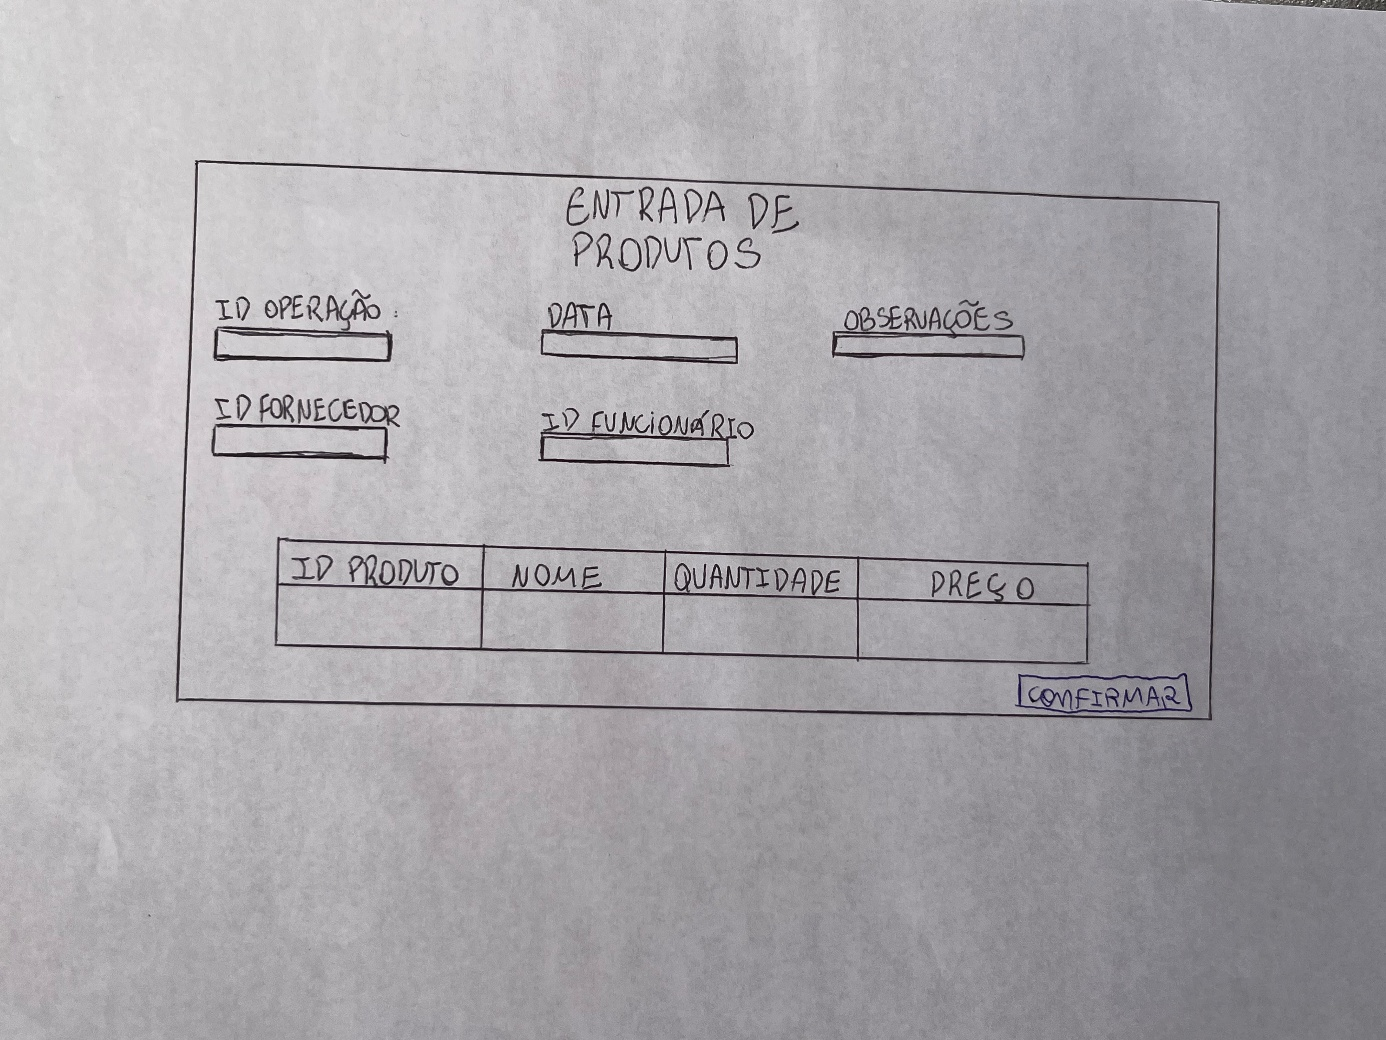 ENTRADA DE
PRODUTOS
ID OPERAÇÃO:
DATA
OBSERVAÇÕES
ID FORNECEDOR
ID FUNCIONÁRIO
ID PRODUTO NOME QUANTIDADE PREÇO
CONFIRMAR